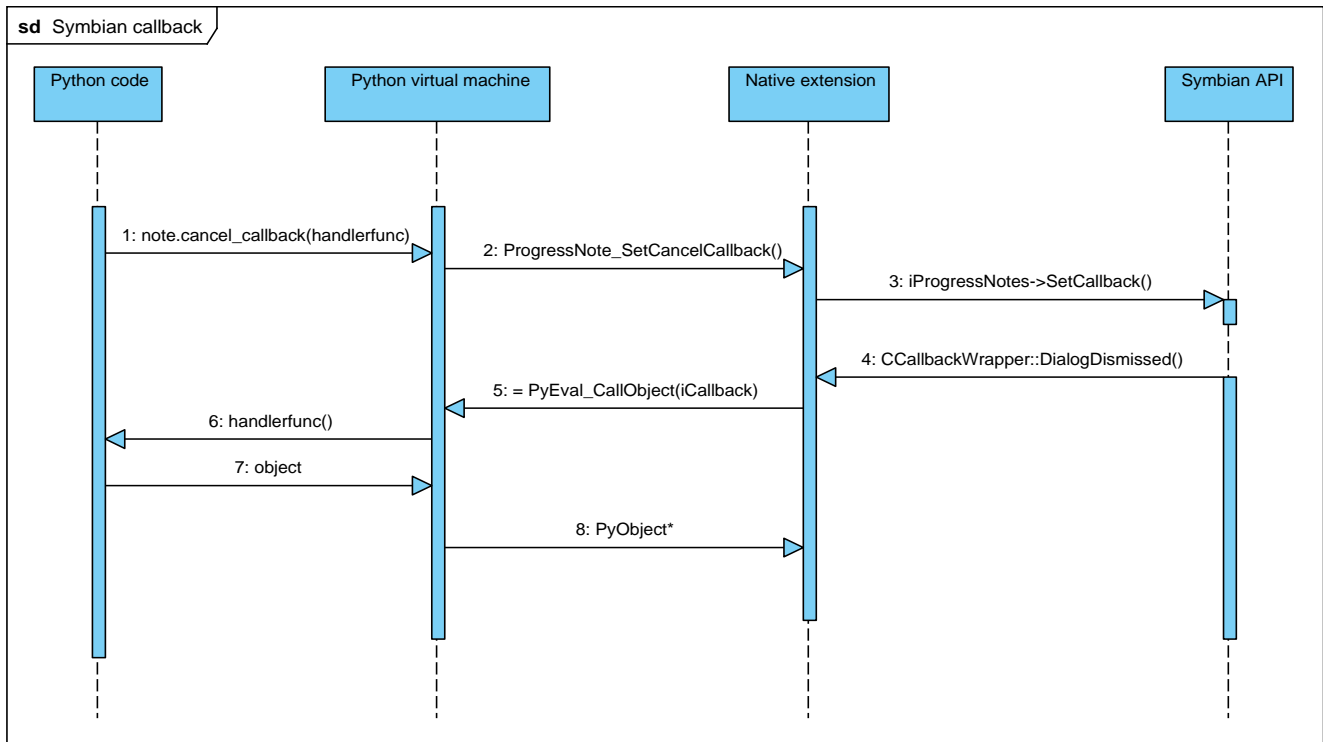 sd Symbian callback
Python code
Python virtual machine
Native extension
Symbian API
1: note.cancel_callback(handlerfunc)
2: ProgressNote_SetCancelCallback()
3: iProgressNotes->SetCallback()
4: CCallbackWrapper::DialogDismissed()
5: = PyEval_CallObject(iCallback)
6: handlerfunc()
7: object
8: PyObject*